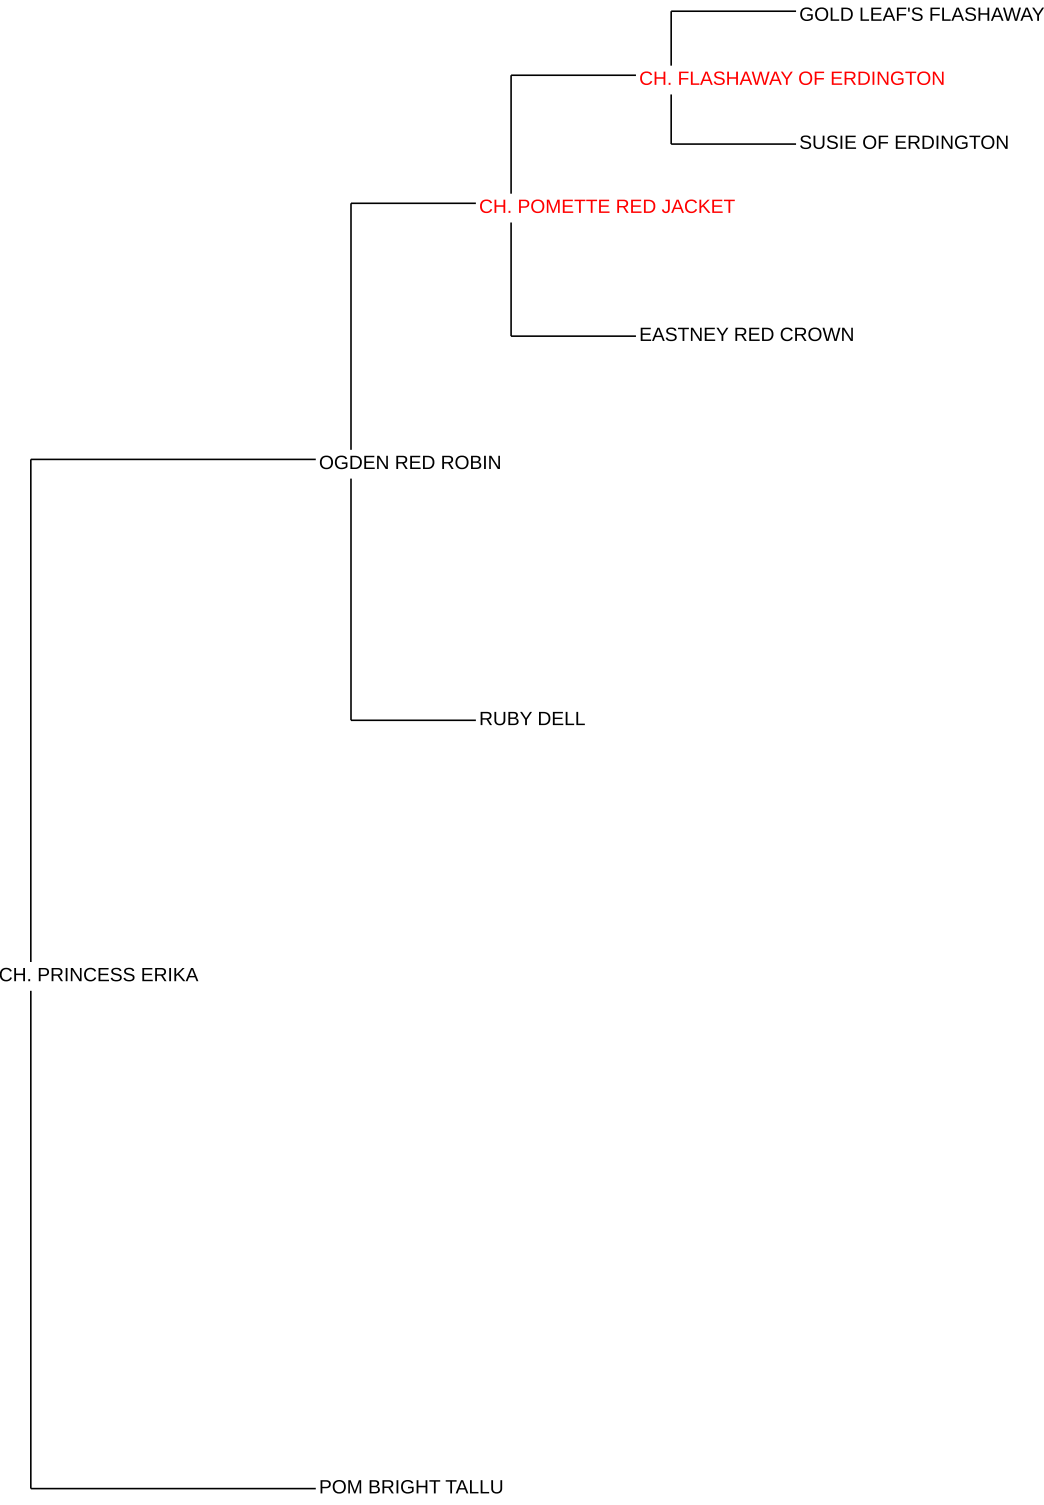 GOLD LEAF'S FLASHAWAY
CH. FLASHAWAY OF ERDINGTON
SUSIE OF ERDINGTON
CH. POMETTE RED JACKET
EASTNEY RED CROWN
OGDEN RED ROBIN
RUBY DELL
CH. PRINCESS ERIKA
POM BRIGHT TALLU